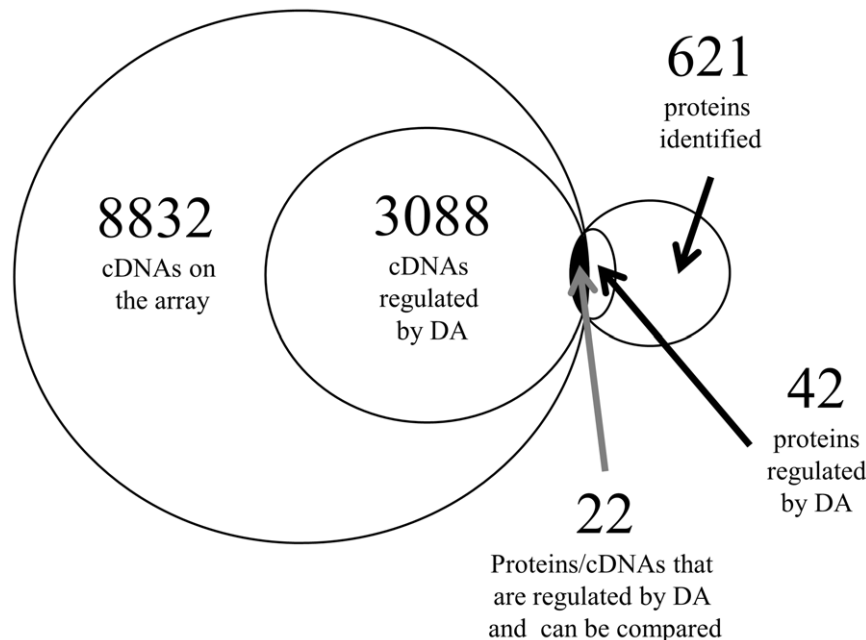 621
proteins
identified
8832
cDNAs on
the array
3088
cDNAs
regulated
by DA
42
proteins
regulated
by DA
22
Proteins/cDNAs that
are regulated by DA
and can be compared